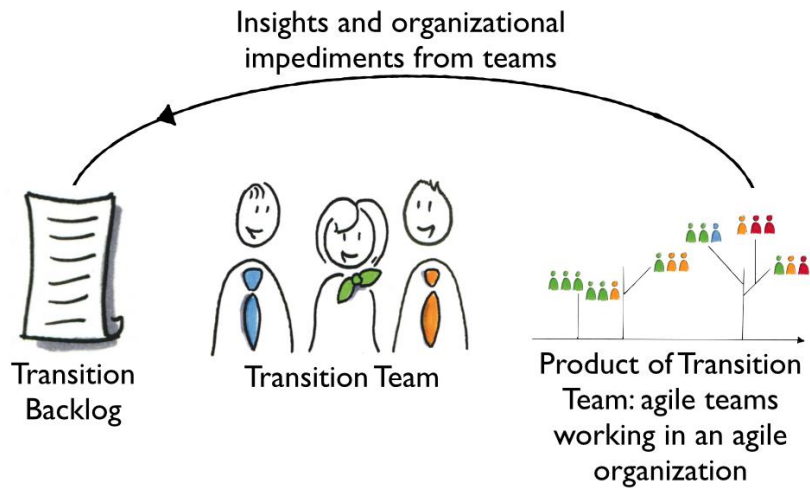 Insights and organizational
impediments from teams
Transition
Backlog
Transition Team
Product of Transition
Team: agile teams
working in an agile
organization